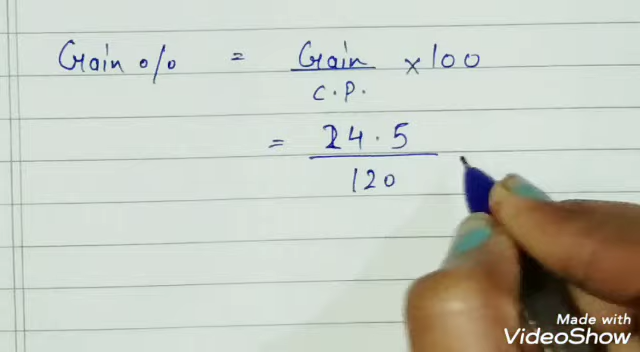 Gain % = Gain / C.P. × 100
= 24.5 / 120
Made with
VideoShow